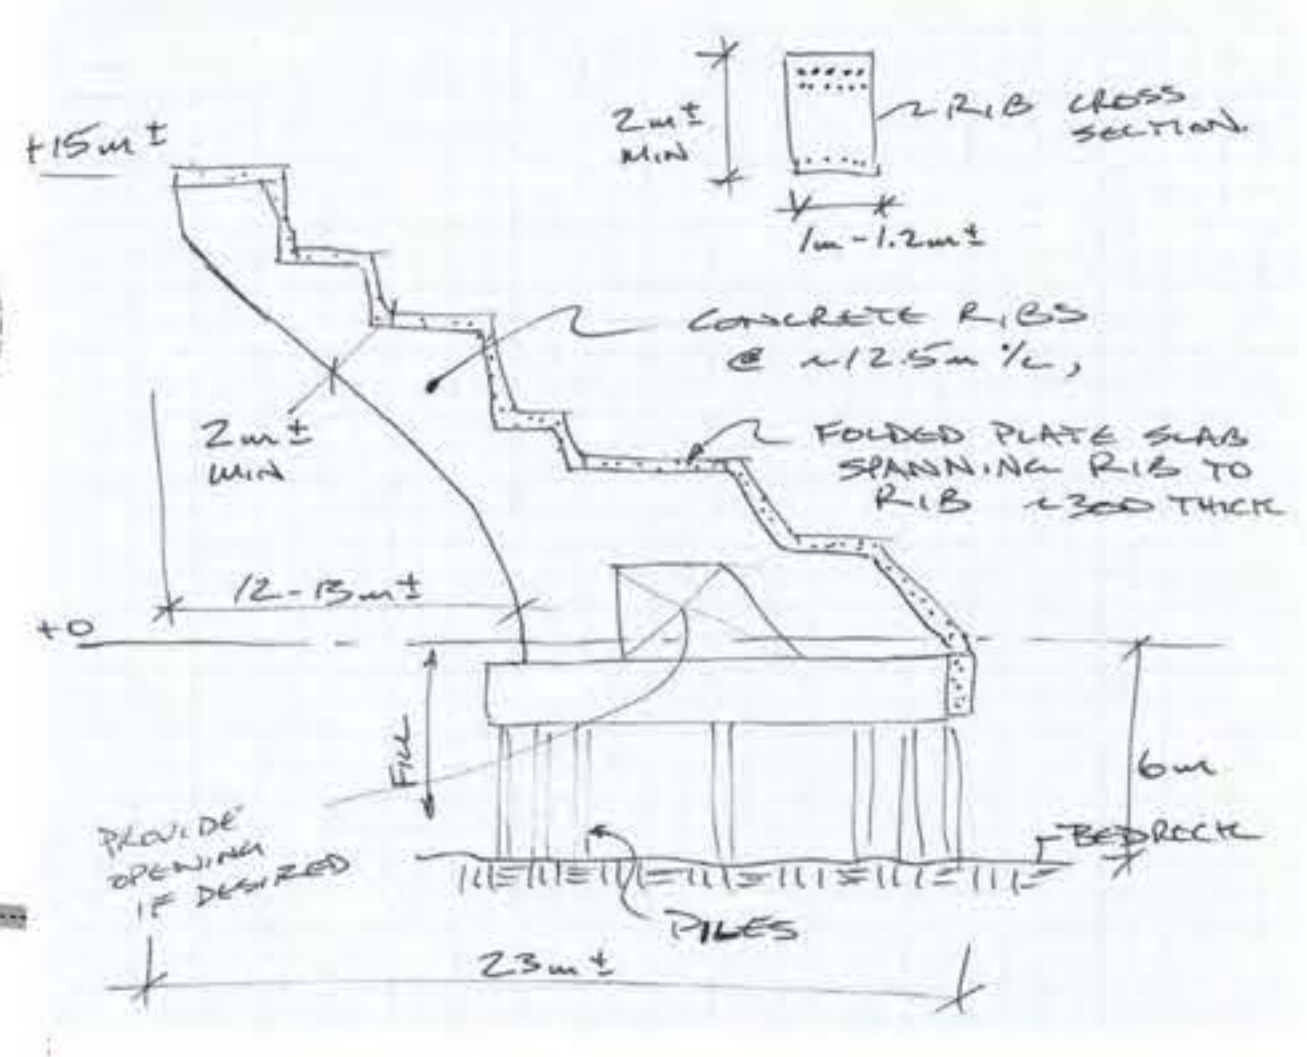 +15m±
2m±
MIN
RIB CROSS
SECTION.
1m-1.2m±
CONCRETE RIBS
@ ~12.5m o/c,
2m±
MIN
FOLDED PLATE SLAB
SPANNING RIB TO
RIB ~300 THICK
12-13m±
+0
FILL
6m
BEDROCK
PROVIDE
OPENING
IF DESIRED
PILES
23m±